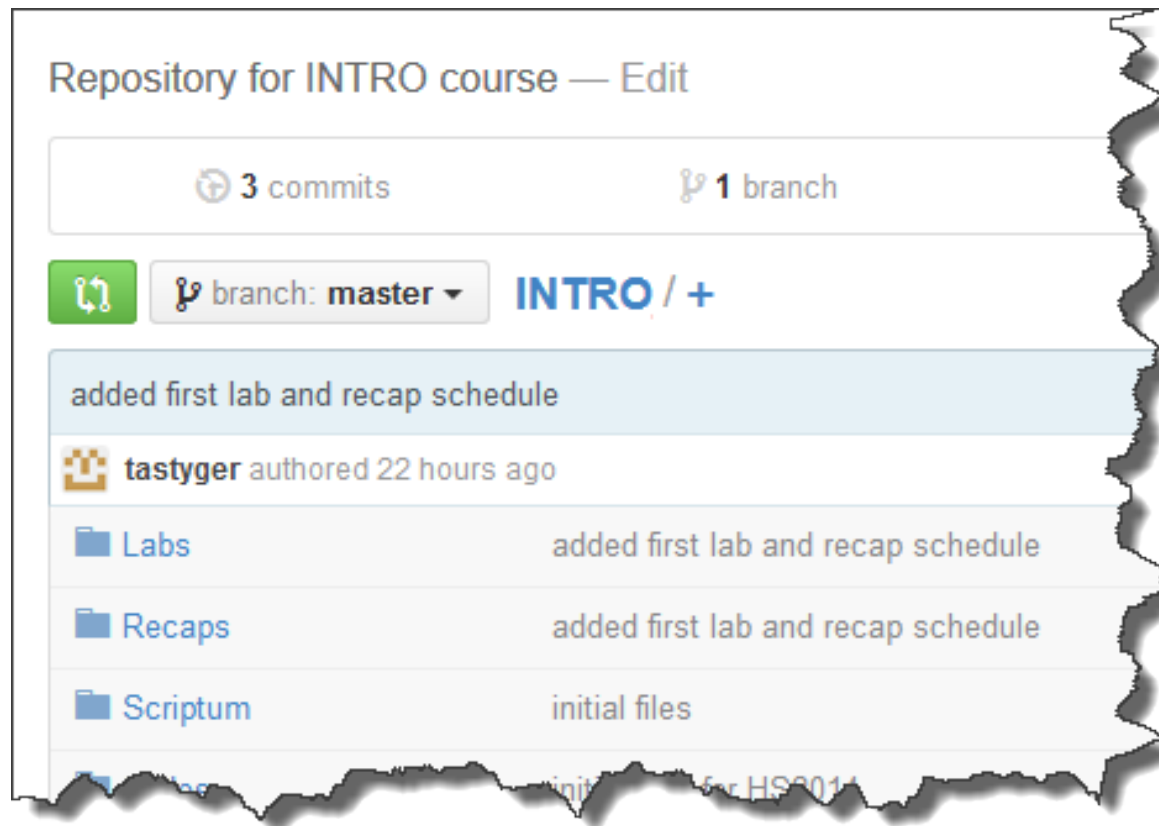 Repository for INTRO course — Edit
3 commits 1 branch
branch: master INTRO / +
added first lab and recap schedule
tastyger authored 22 hours ago
Labs added first lab and recap schedule
Recaps added first lab and recap schedule
Scriptum initial files
for